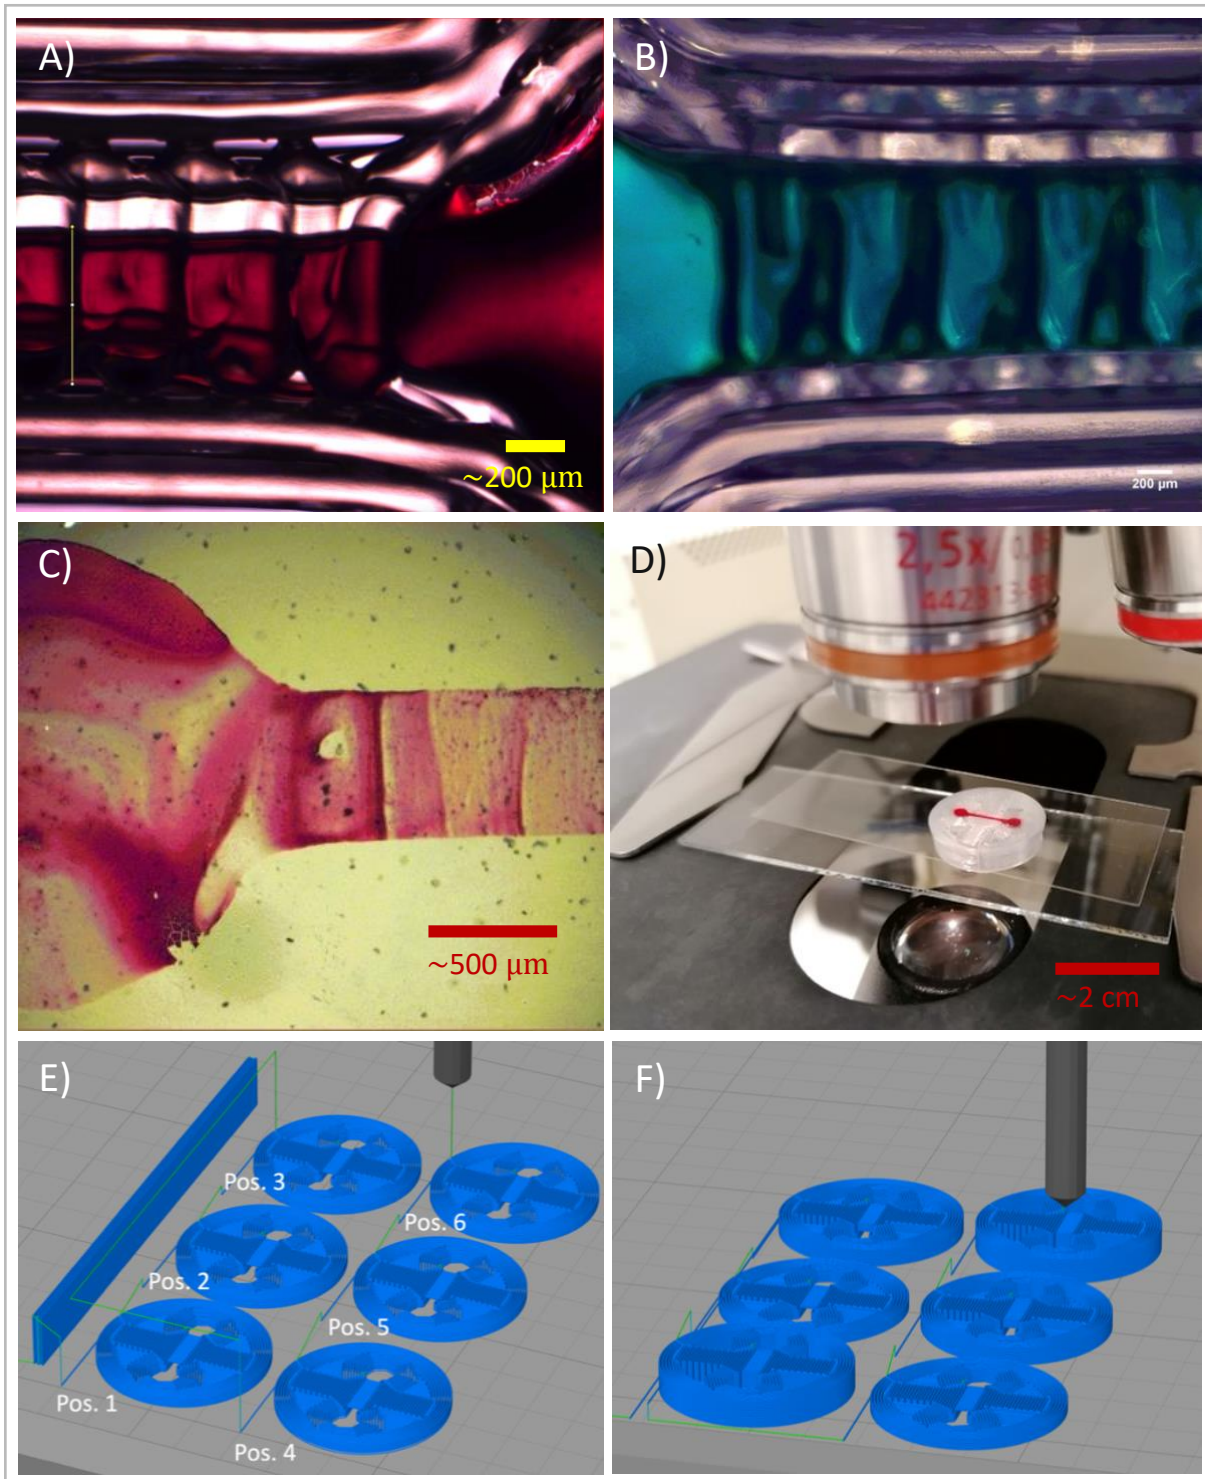 A)
~200 µm
B)
200 µm
C)
~500 µm
D)
2,5x/
~2 cm
E)
Pos. 3
Pos. 6
Pos. 2
Pos. 5
Pos. 1
Pos. 4
F)